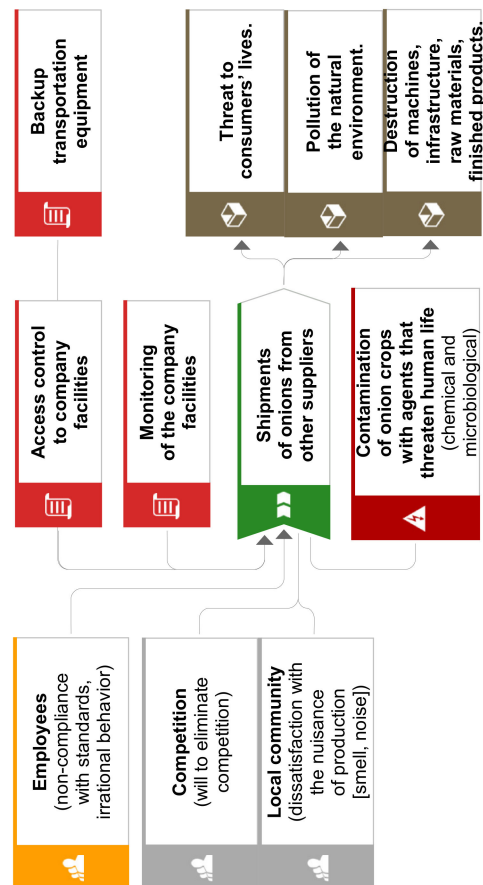 Employees
(non-compliance
with standards,
irrational behavior)
Competition
(will to eliminate
competition)
Local community
(dissatisfaction with
the nuisance
of production
[smell, noise])
Access control
to company
facilities
Monitoring
of the company
facilities
Shipments
of onions from
other suppliers
Contamination
of onion crops
with agents that
threaten human life
(chemical and
microbiological)
Backup
transportation
equipment
Threat to
consumers’ lives.
Pollution of
the natural
environment.
Destruction
of machines,
infrastructure,
raw materials,
finished products.